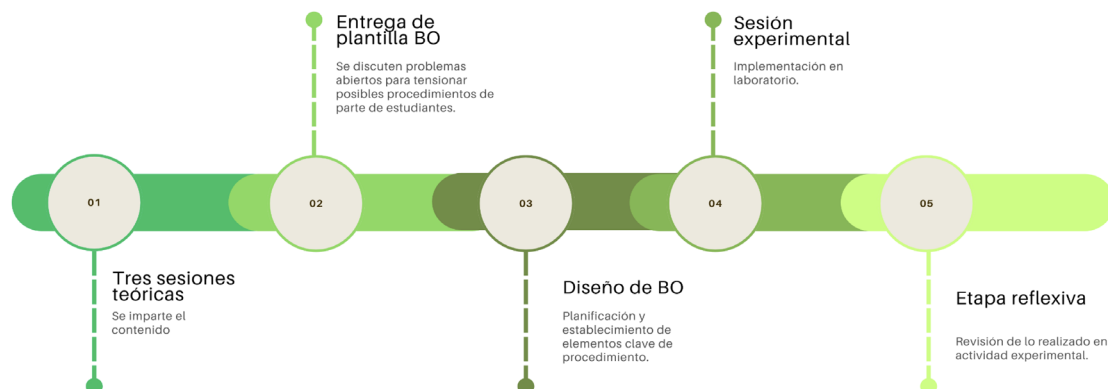 01
Tres sesiones
teóricas
Se imparte el
contenido
02
Entrega de
plantilla BO
Se discuten problemas
abiertos para tensionar
posibles procedimientos de
parte de estudiantes.
03
Diseño de BO
Planificación y
establecimiento de
elementos clave de
procedimiento.
04
Sesión
experimental
Implementación en
laboratorio.
05
Etapa reflexiva
Revisión de lo realizado en
actividad experimental.